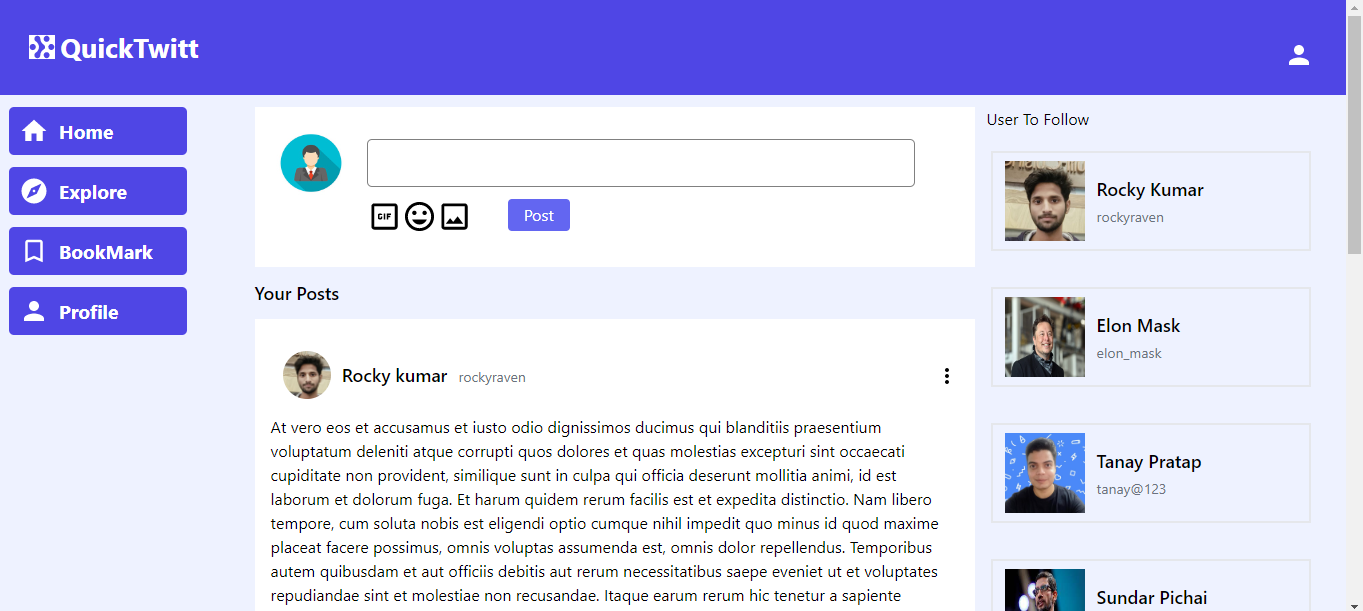 QuickTwitt
Home
Explore
BookMark
Profile
GIF
Post
Your Posts
Rocky kumar rockyraven
At vero eos et accusamus et iusto odio dignissimos ducimus qui blanditiis praesentium
voluptatum deleniti atque corrupti quos dolores et quas molestias excepturi sint occaecati
cupiditate non provident, similique sunt in culpa qui officia deserunt mollitia animi, id est
laborum et dolorum fuga. Et harum quidem rerum facilis est et expedita distinctio. Nam libero
tempore, cum soluta nobis est eligendi optio cumque nihil impedit quo minus id quod maxime
placeat facere possimus, omnis voluptas assumenda est, omnis dolor repellendus. Temporibus
autem quibusdam et aut officiis debitis aut rerum necessitatibus saepe eveniet ut et voluptates
repudiandae sint et molestiae non recusandae. Itaque earum rerum hic tenetur a sapiente
User To Follow
Rocky Kumar
rockyraven
Elon Mask
elon_mask
Tanay Pratap
tanay@123
Sundar Pichai